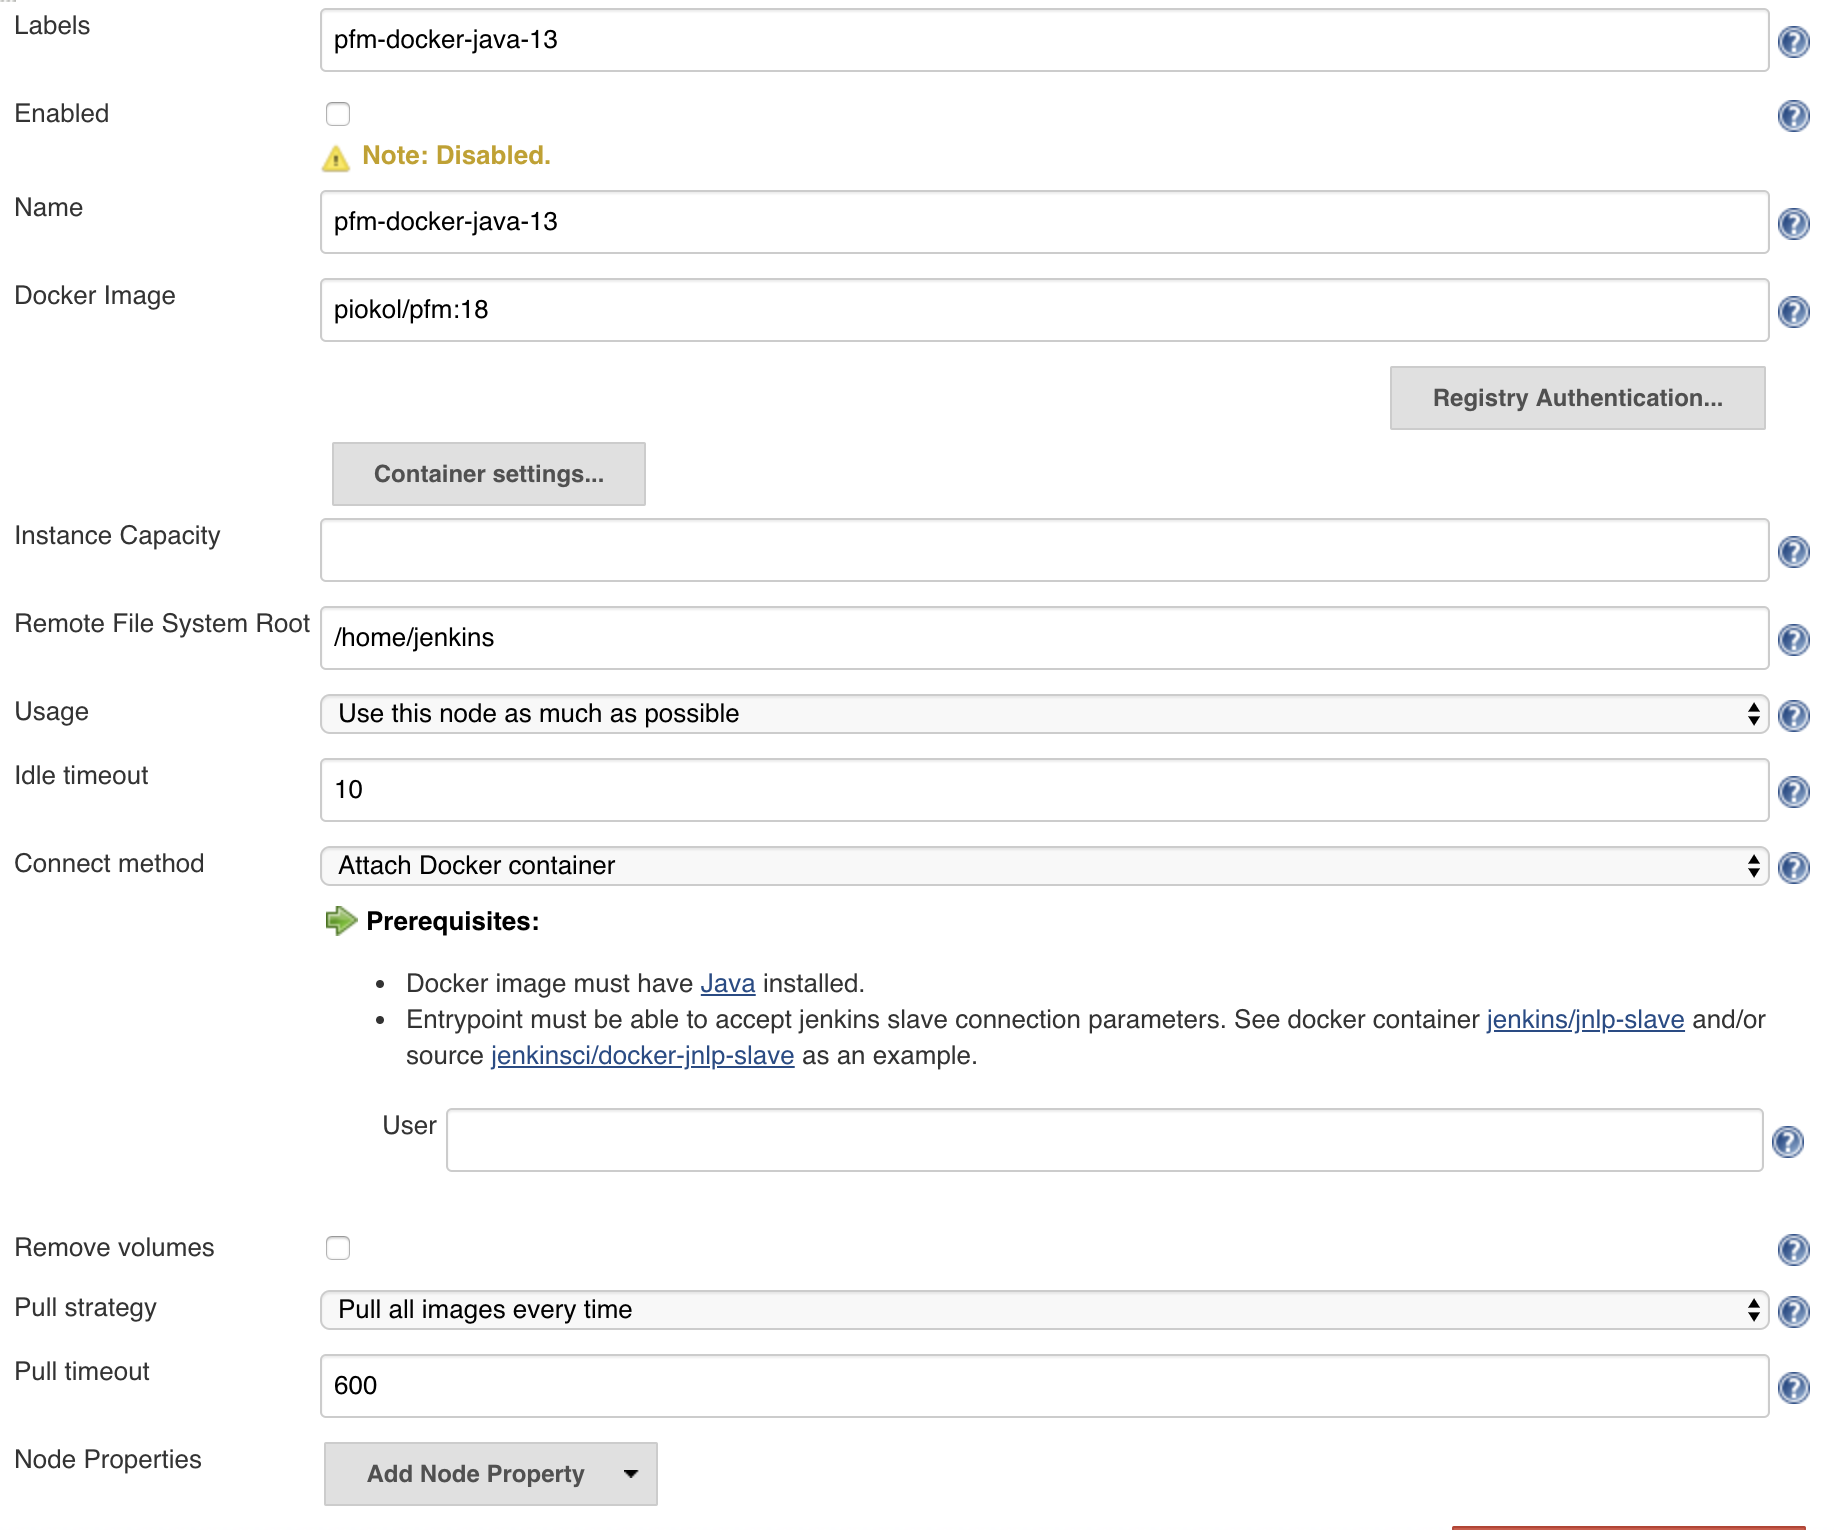 Labels
pfm-docker-java-13
Enabled
Note: Disabled.
Name
pfm-docker-java-13
Docker Image
piokol/pfm:18
Registry Authentication...
Container settings...
Instance Capacity
Remote File System Root
/home/jenkins
Usage
Use this node as much as possible
Idle timeout
10
Connect method
Attach Docker container
Prerequisites:
• Docker image must have Java installed.
• Entrypoint must be able to accept jenkins slave connection parameters. See docker container jenkins/jnlp-slave and/or
source jenkinsci/docker-jnlp-slave as an example.
User
Remove volumes
Pull strategy
Pull all images every time
Pull timeout
600
Node Properties
Add Node Property